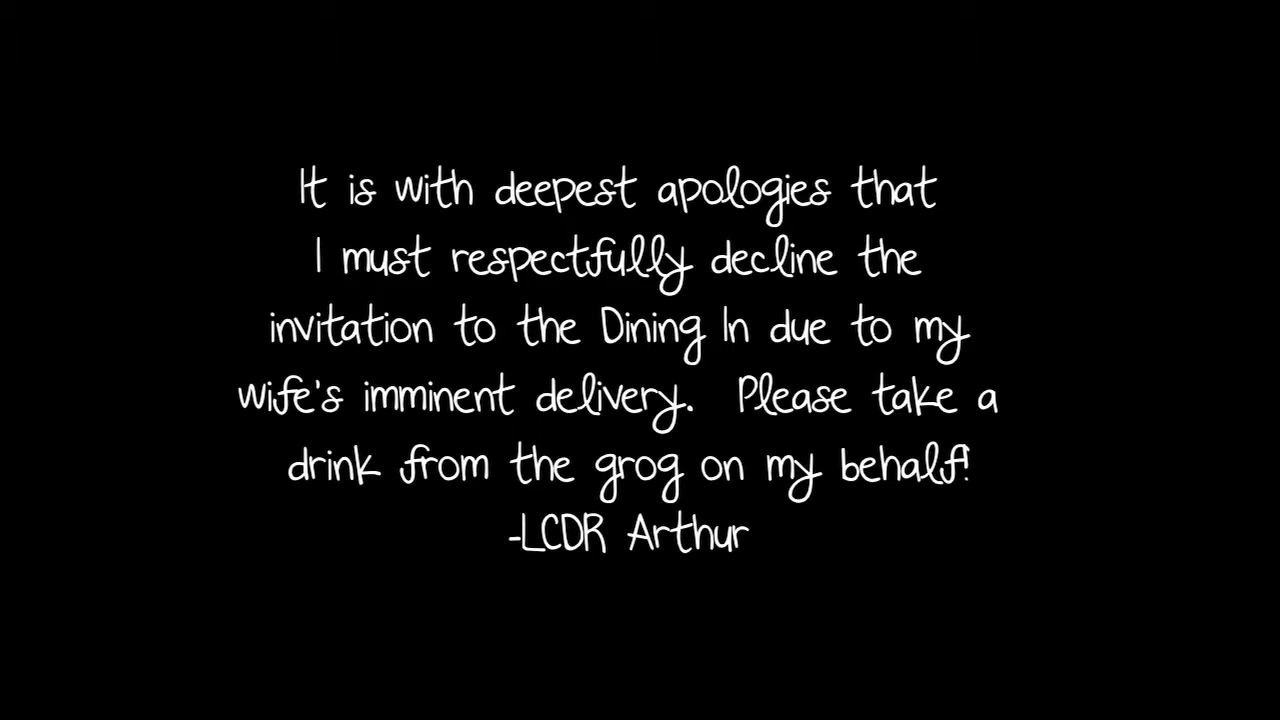 It is with deepest apologies that
I must respectfully decline the
invitation to the Dining In due to my
wife's imminent delivery.  Please take a
drink from the grog on my behalf!
-LCDR Arthur